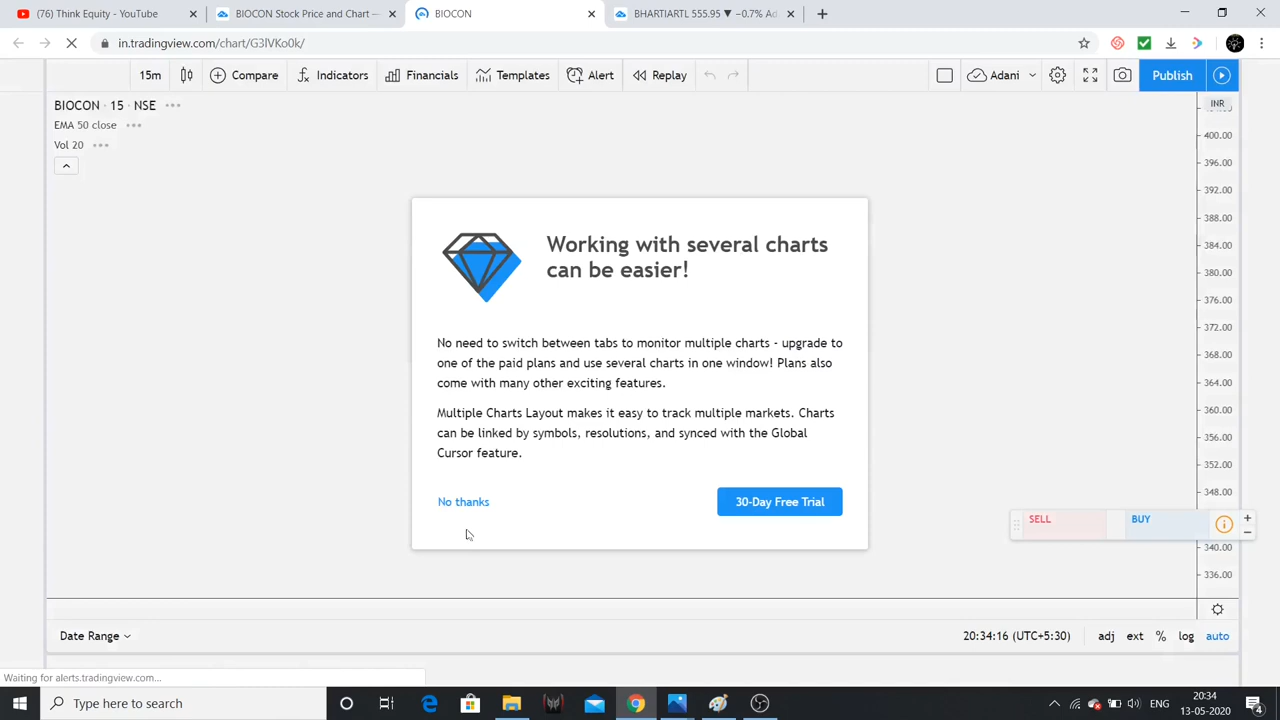 (76) Think Equity - YouTube
BIOCON Stock Price and Chart —
BIOCON
BHARTIARTL 555.95 ▼ −0.7% Ad
in.tradingview.com/chart/G3lVKo0k/
15m
Compare
Indicators
Financials
Templates
Alert
Replay
Adani
Publish
BIOCON · 15 · NSE
EMA 50 close
Vol 20
INR
400.00
396.00
392.00
388.00
384.00
380.00
376.00
372.00
368.00
364.00
360.00
356.00
352.00
348.00
340.00
336.00
Working with several charts
can be easier!
No need to switch between tabs to monitor multiple charts - upgrade to
one of the paid plans and use several charts in one window! Plans also
come with many other exciting features.
Multiple Charts Layout makes it easy to track multiple markets. Charts
can be linked by symbols, resolutions, and synced with the Global
Cursor feature.
No thanks
30-Day Free Trial
SELL
BUY
Date Range
20:34:16 (UTC+5:30)
adj
ext
%
log
auto
Waiting for alerts.tradingview.com...
Type here to search
ENG
20:34
13-05-2020
4